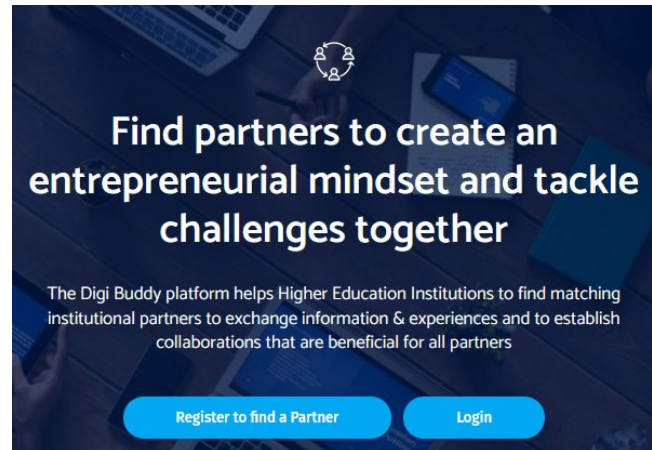 Find partners to create an
entrepreneurial mindset and tackle
challenges together
The Digi Buddy platform helps Higher Education Institutions to find matching
institutional partners to exchange information & experiences and to establish
collaborations that are beneficial for all partners
Register to find a Partner
Login